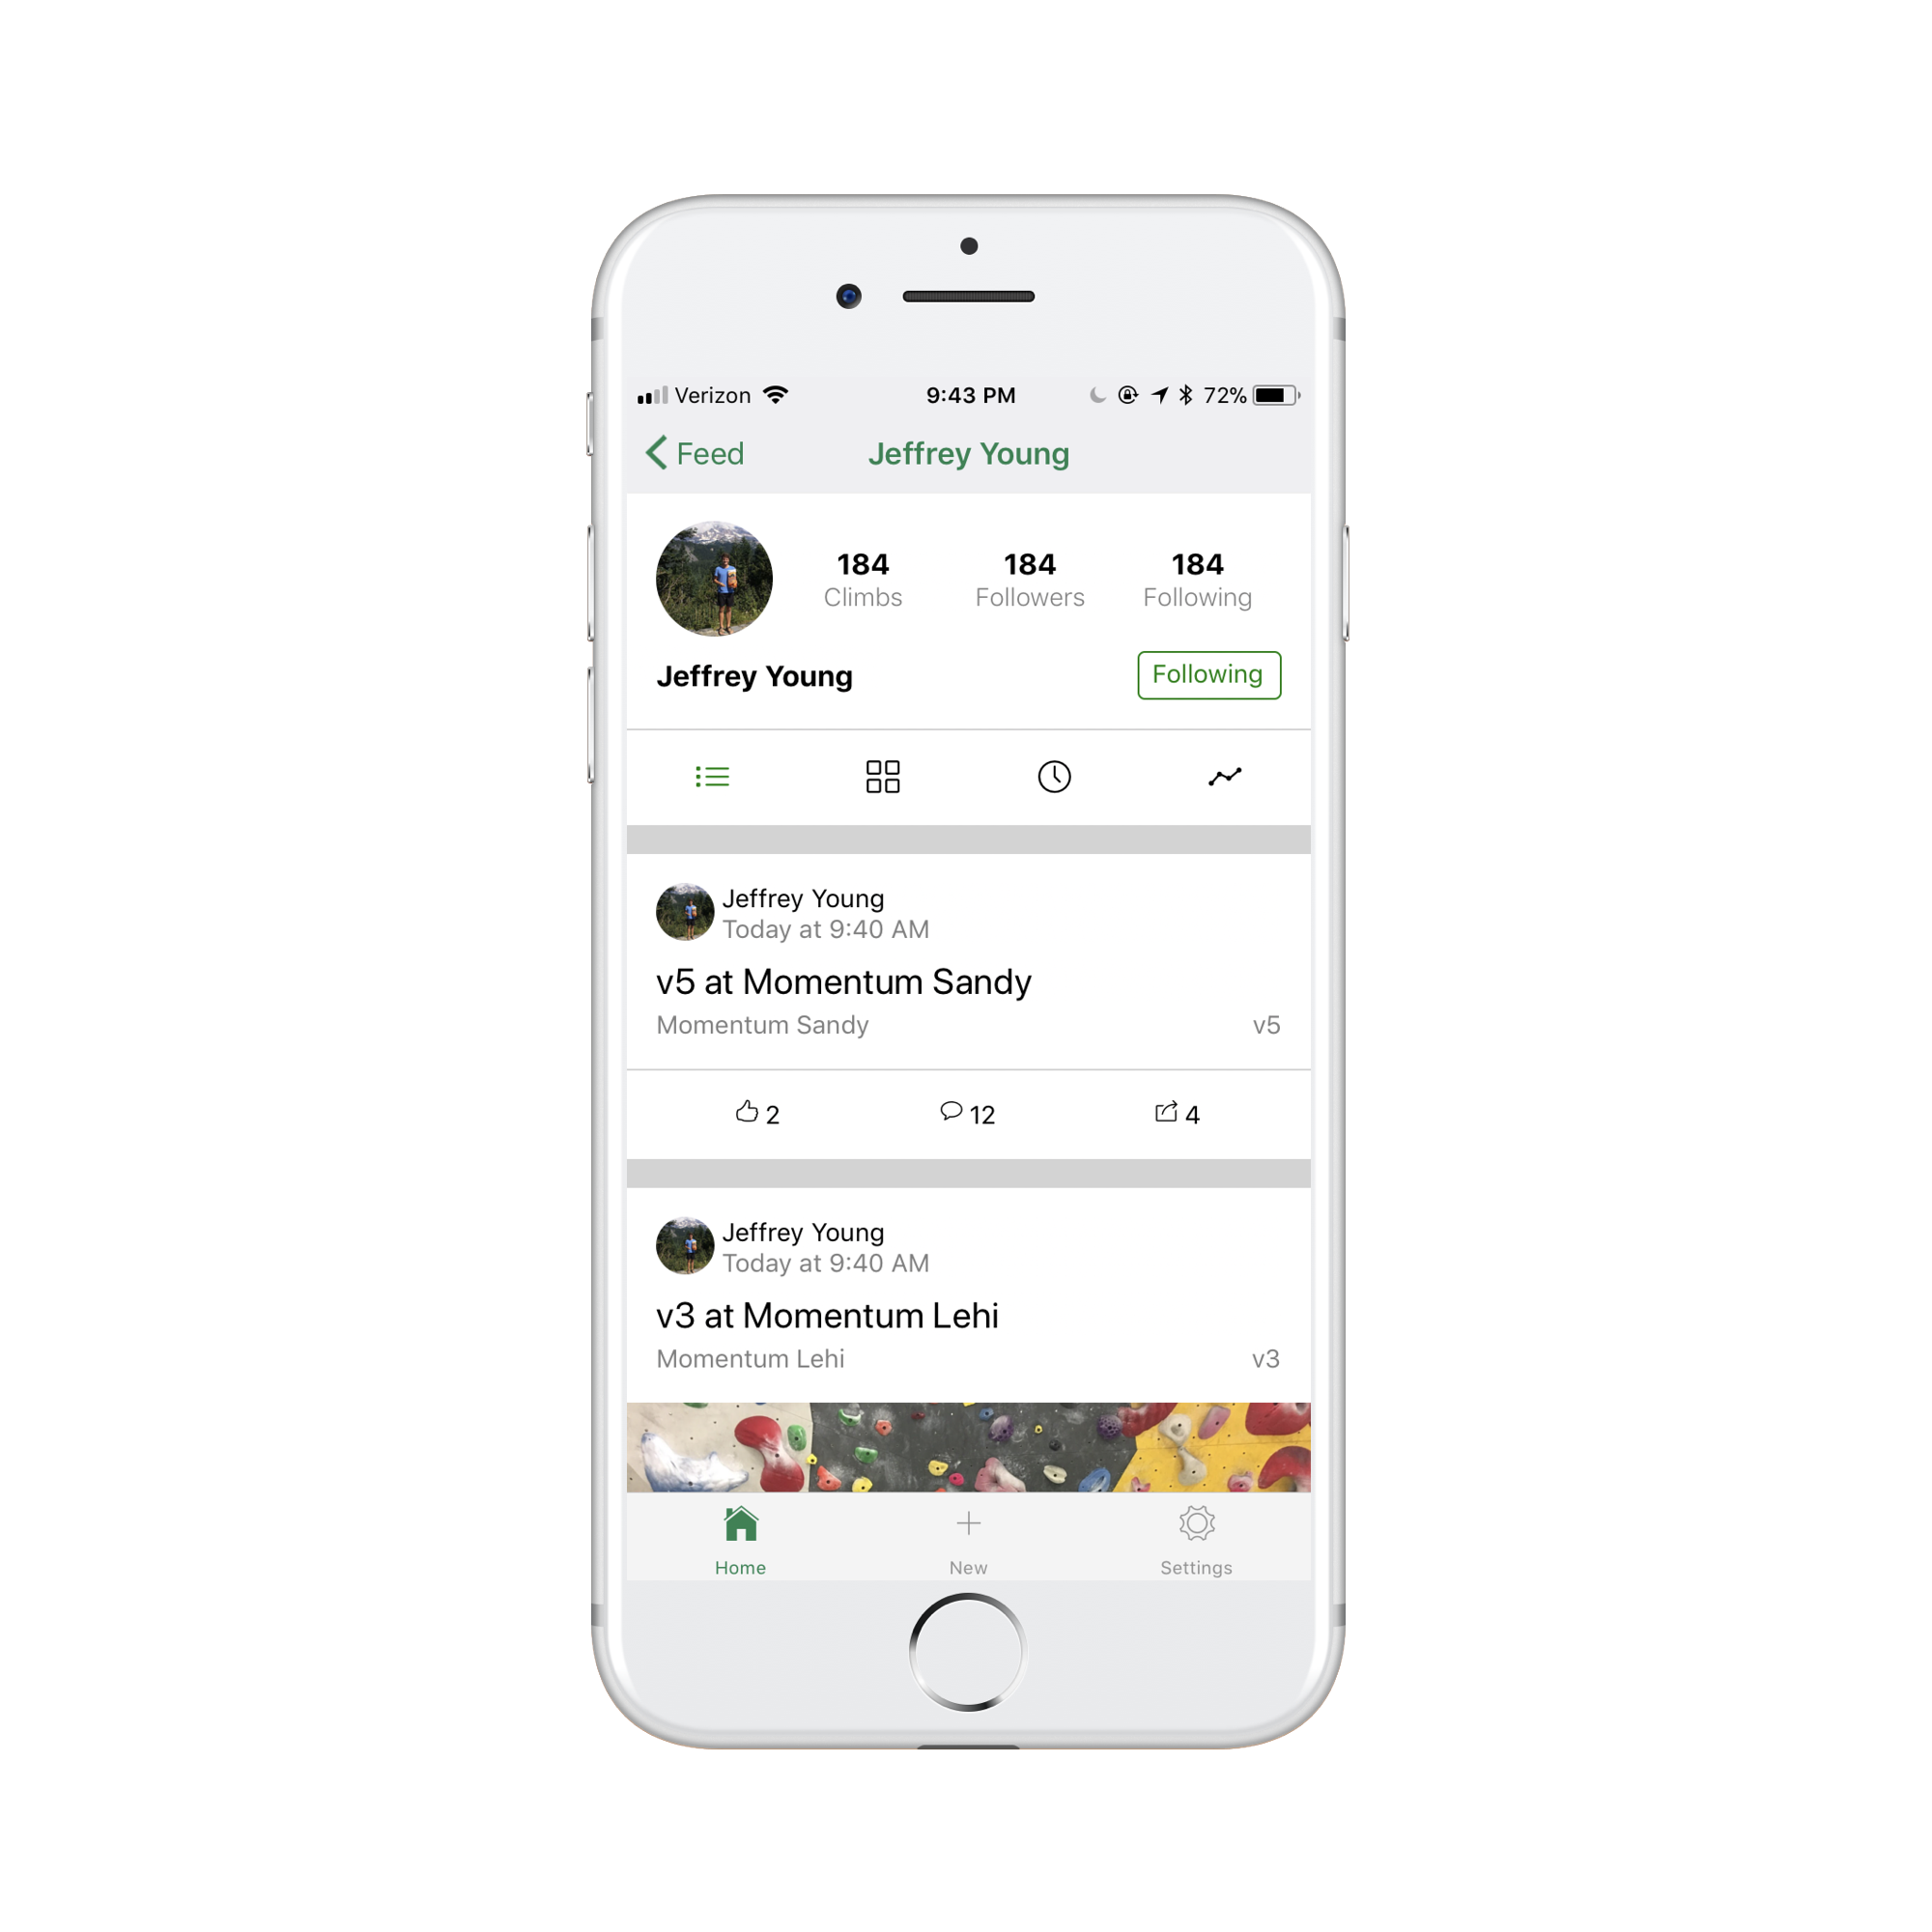 Verizon 9:43 PM 72%
Feed Jeffrey Young
184 184 184
Climbs Followers Following
Jeffrey Young Following
Jeffrey Young
Today at 9:40 AM
v5 at Momentum Sandy
Momentum Sandy v5
2 12 4
Jeffrey Young
Today at 9:40 AM
v3 at Momentum Lehi
Momentum Lehi v3
Home New Settings